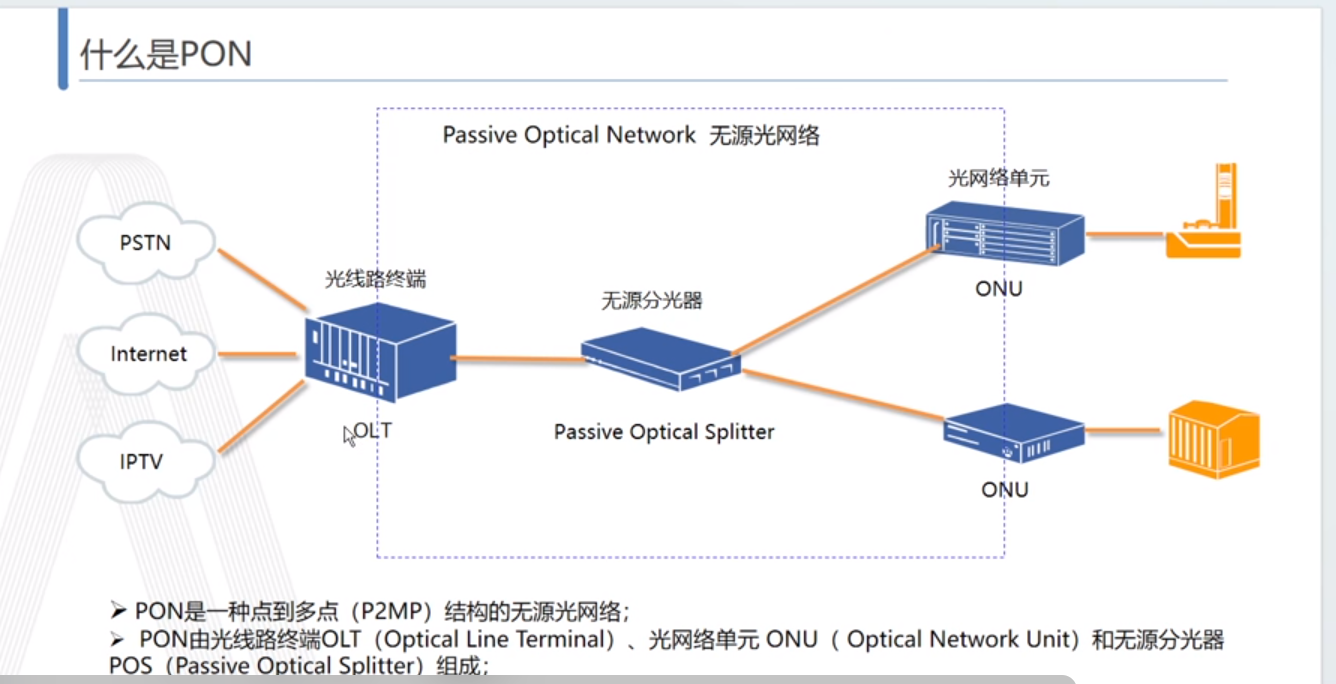 什么是PON
Passive Optical Network 无源光网络
光网络单元
PSTN
光线路终端
无源分光器
ONU
Internet
OLT
Passive Optical Splitter
IPTV
ONU
➢ PON是一种点到多点（P2MP）结构的无源光网络；
➢ PON由光线路终端OLT（Optical Line Terminal）、光网络单元 ONU（ Optical Network Unit）和无源分光器
POS（Passive Optical Splitter）组成；